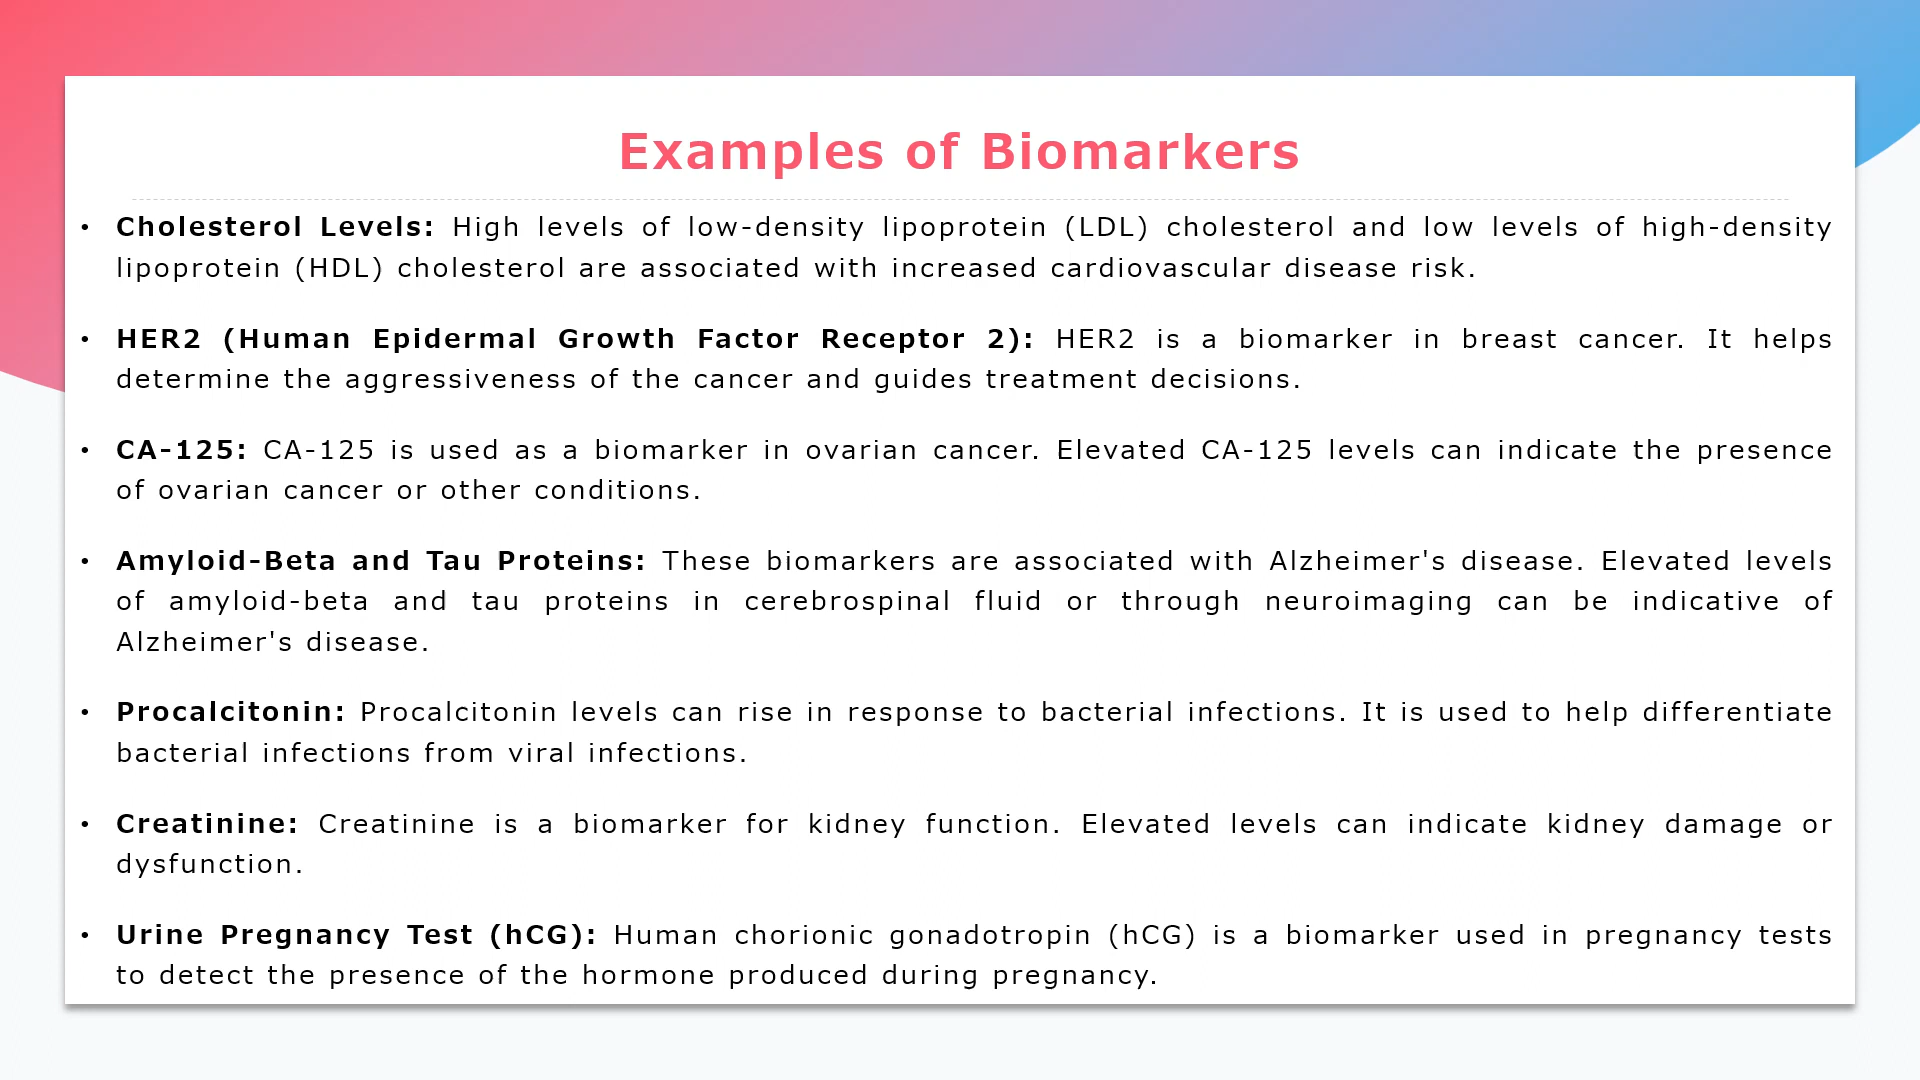 Examples of Biomarkers
• Cholesterol Levels: High levels of low-density lipoprotein (LDL) cholesterol and low levels of high-density
lipoprotein (HDL) cholesterol are associated with increased cardiovascular disease risk.
• HER2 (Human Epidermal Growth Factor Receptor 2): HER2 is a biomarker in breast cancer. It helps
determine the aggressiveness of the cancer and guides treatment decisions.
• CA-125: CA-125 is used as a biomarker in ovarian cancer. Elevated CA-125 levels can indicate the presence
of ovarian cancer or other conditions.
• Amyloid-Beta and Tau Proteins: These biomarkers are associated with Alzheimer's disease. Elevated levels
of amyloid-beta and tau proteins in cerebrospinal fluid or through neuroimaging can be indicative of
Alzheimer's disease.
• Procalcitonin: Procalcitonin levels can rise in response to bacterial infections. It is used to help differentiate
bacterial infections from viral infections.
• Creatinine: Creatinine is a biomarker for kidney function. Elevated levels can indicate kidney damage or
dysfunction.
• Urine Pregnancy Test (hCG): Human chorionic gonadotropin (hCG) is a biomarker used in pregnancy tests
to detect the presence of the hormone produced during pregnancy.